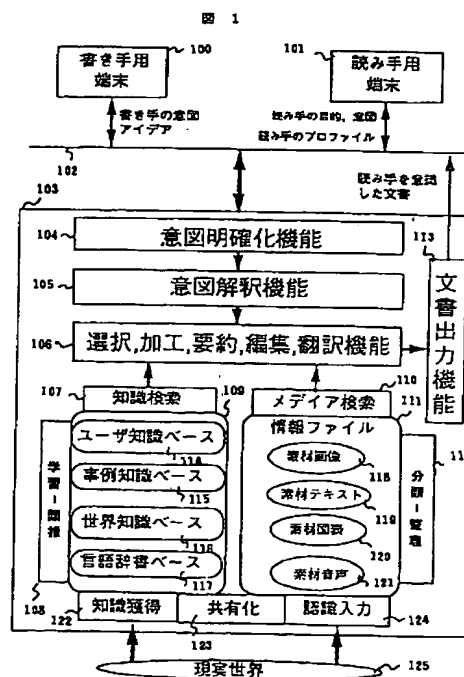 図 1
100
書き手用
端末
101
読み手用
端末
書き手の意図
アイデア
読み手の目的, 意図
読み手のプロファイル
102
103
読み手を意識
した文書
104
意図明確化機能
113
105
意図解釈機能
文書出力機能
106
選択,加工,要約,編集,翻訳機能
107
知識検索
109
110
メディア検索
111
情報ファイル
ユーザ知識ベース
114
事例知識ベース
115
世界知識ベース
116
言語辞書ベース
117
学習－類推
108
素材画像
118
素材テキスト
119
素材図表
120
素材音声
121
分類－管理
11
122
知識獲得
共有化
123
認識入力
124
現実世界
125